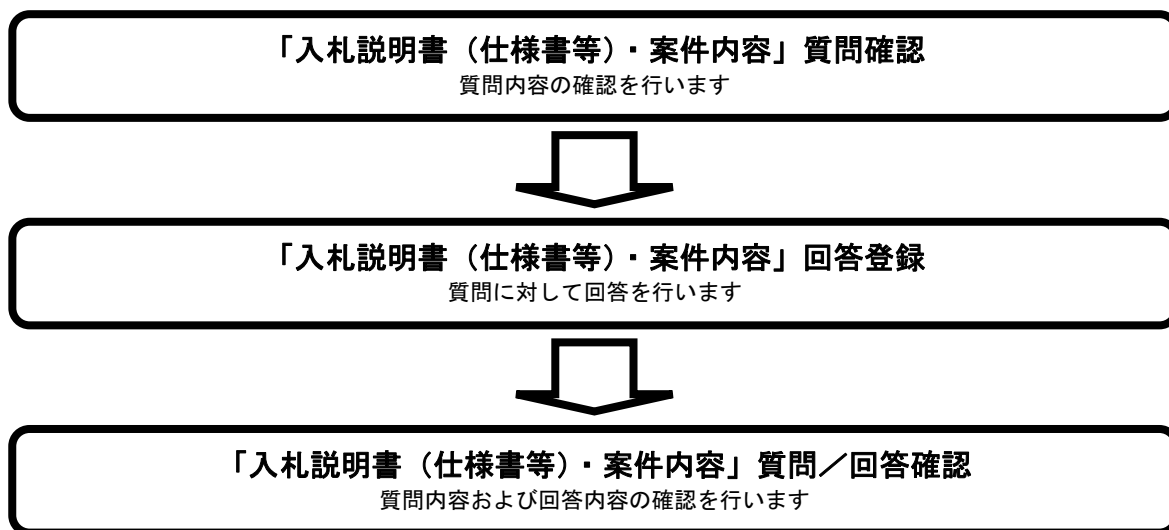 「入札説明書（仕様書等）・案件内容」質問確認
質問内容の確認を行います
「入札説明書（仕様書等）・案件内容」回答登録
質問に対して回答を行います
「入札説明書（仕様書等）・案件内容」質問／回答確認
質問内容および回答内容の確認を行います